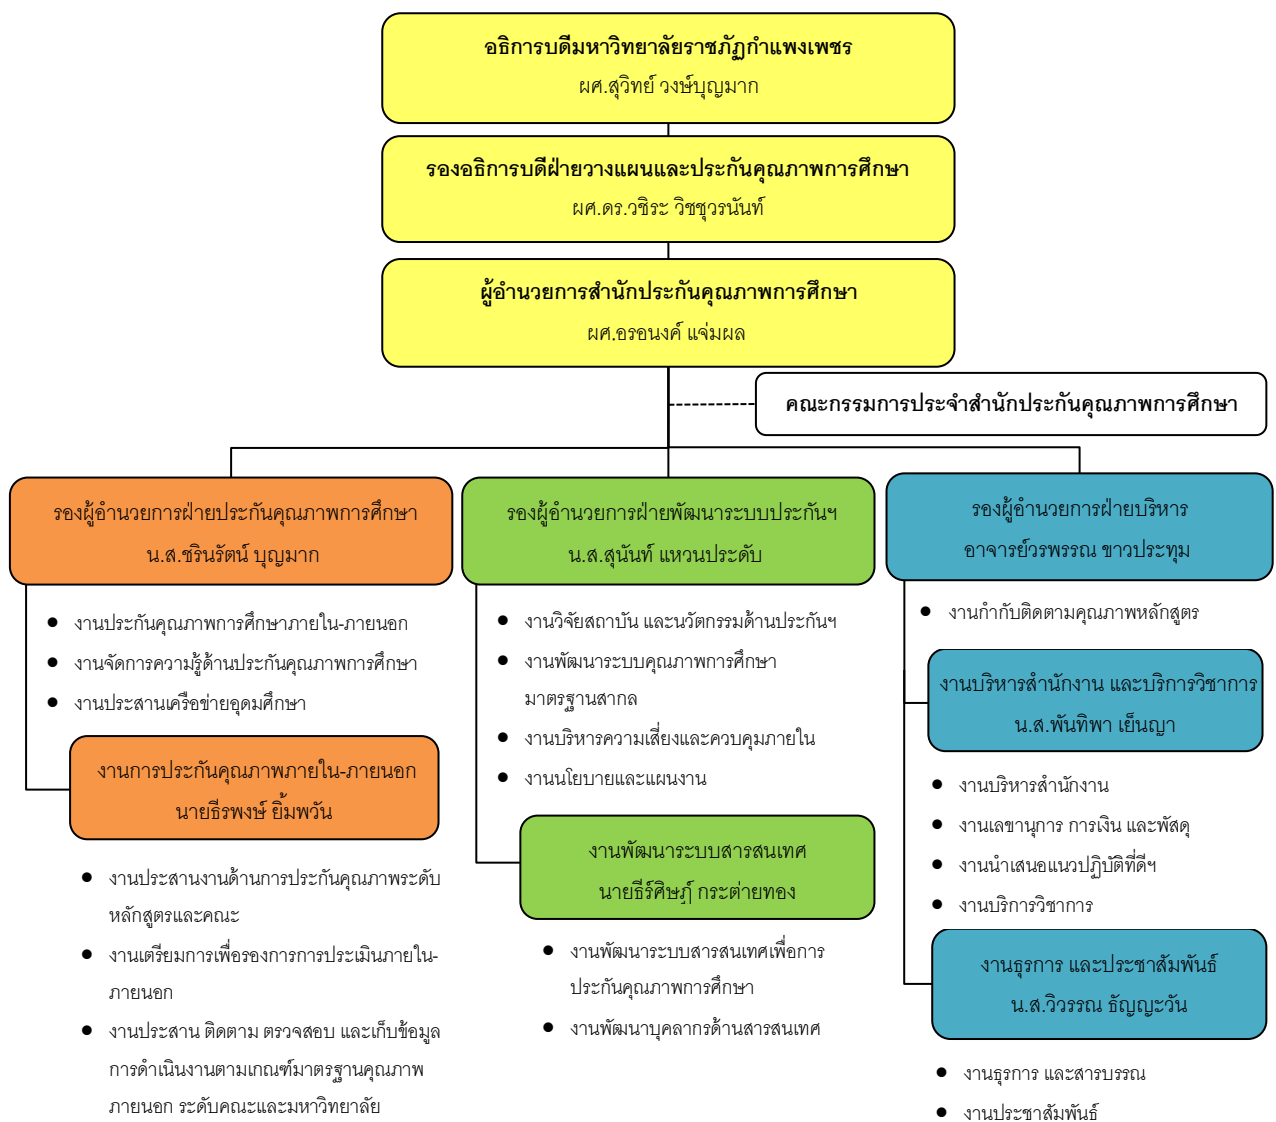 อธิการบดีมหาวิทยาลัยราชภัฏกำแพงเพชร
ผศ.สุวิทย์ วงษ์บุญมาก
รองอธิการบดีฝ่ายวางแผนและประกันคุณภาพการศึกษา
ผศ.ดร.วชิระ วิชชุวรนันท์
ผู้อำนวยการสำนักประกันคุณภาพการศึกษา
ผศ.อรอนงค์ แจ่มผล
คณะกรรมการประจำสำนักประกันคุณภาพการศึกษา
รองผู้อำนวยการฝ่ายประกันคุณภาพการศึกษา
น.ส.ชรินรัตน์ บุญมาก
• งานประกันคุณภาพการศึกษาภายใน-ภายนอก
• งานจัดการความรู้ด้านประกันคุณภาพการศึกษา
• งานประสานเครือข่ายอุดมศึกษา
งานการประกันคุณภาพภายใน-ภายนอก
นายธีรพงษ์ ยิ้มพวัน
• งานประสานงานด้านการประกันคุณภาพระดับ
หลักสูตรและคณะ
• งานเตรียมการเพื่อรองการการประเมินภายใน-
ภายนอก
• งานประสาน ติดตาม ตรวจสอบ และเก็บข้อมูล
การดำเนินงานตามเกณฑ์มาตรฐานคุณภาพ
ภายนอก ระดับคณะและมหาวิทยาลัย
รองผู้อำนวยการฝ่ายพัฒนาระบบประกันฯ
น.ส.สุนันท์ แหวนประดับ
• งานวิจัยสถาบัน และนวัตกรรมด้านประกันฯ
• งานพัฒนาระบบคุณภาพการศึกษา
มาตรฐานสากล
• งานบริหารความเสี่ยงและควบคุมภายใน
• งานนโยบายและแผนงาน
งานพัฒนาระบบสารสนเทศ
นายธีร์ศิษฎ์ กระต่ายทอง
• งานพัฒนาระบบสารสนเทศเพื่อการ
ประกันคุณภาพการศึกษา
• งานพัฒนาบุคลากรด้านสารสนเทศ
รองผู้อำนวยการฝ่ายบริหาร
อาจารย์วรพรรณ ขาวประทุม
• งานกำกับติดตามคุณภาพหลักสูตร
งานบริหารสำนักงาน และบริการวิชาการ
น.ส.พันทิพา เย็นญา
• งานบริหารสำนักงาน
• งานเลขานุการ การเงิน และพัสดุ
• งานนำเสนอแนวปฏิบัติที่ดีฯ
• งานบริการวิชาการ
งานธุรการ และประชาสัมพันธ์
น.ส.วิวรรณ ธัญญะวัน
• งานธุรการ และสารบรรณ
• งานประชาสัมพันธ์